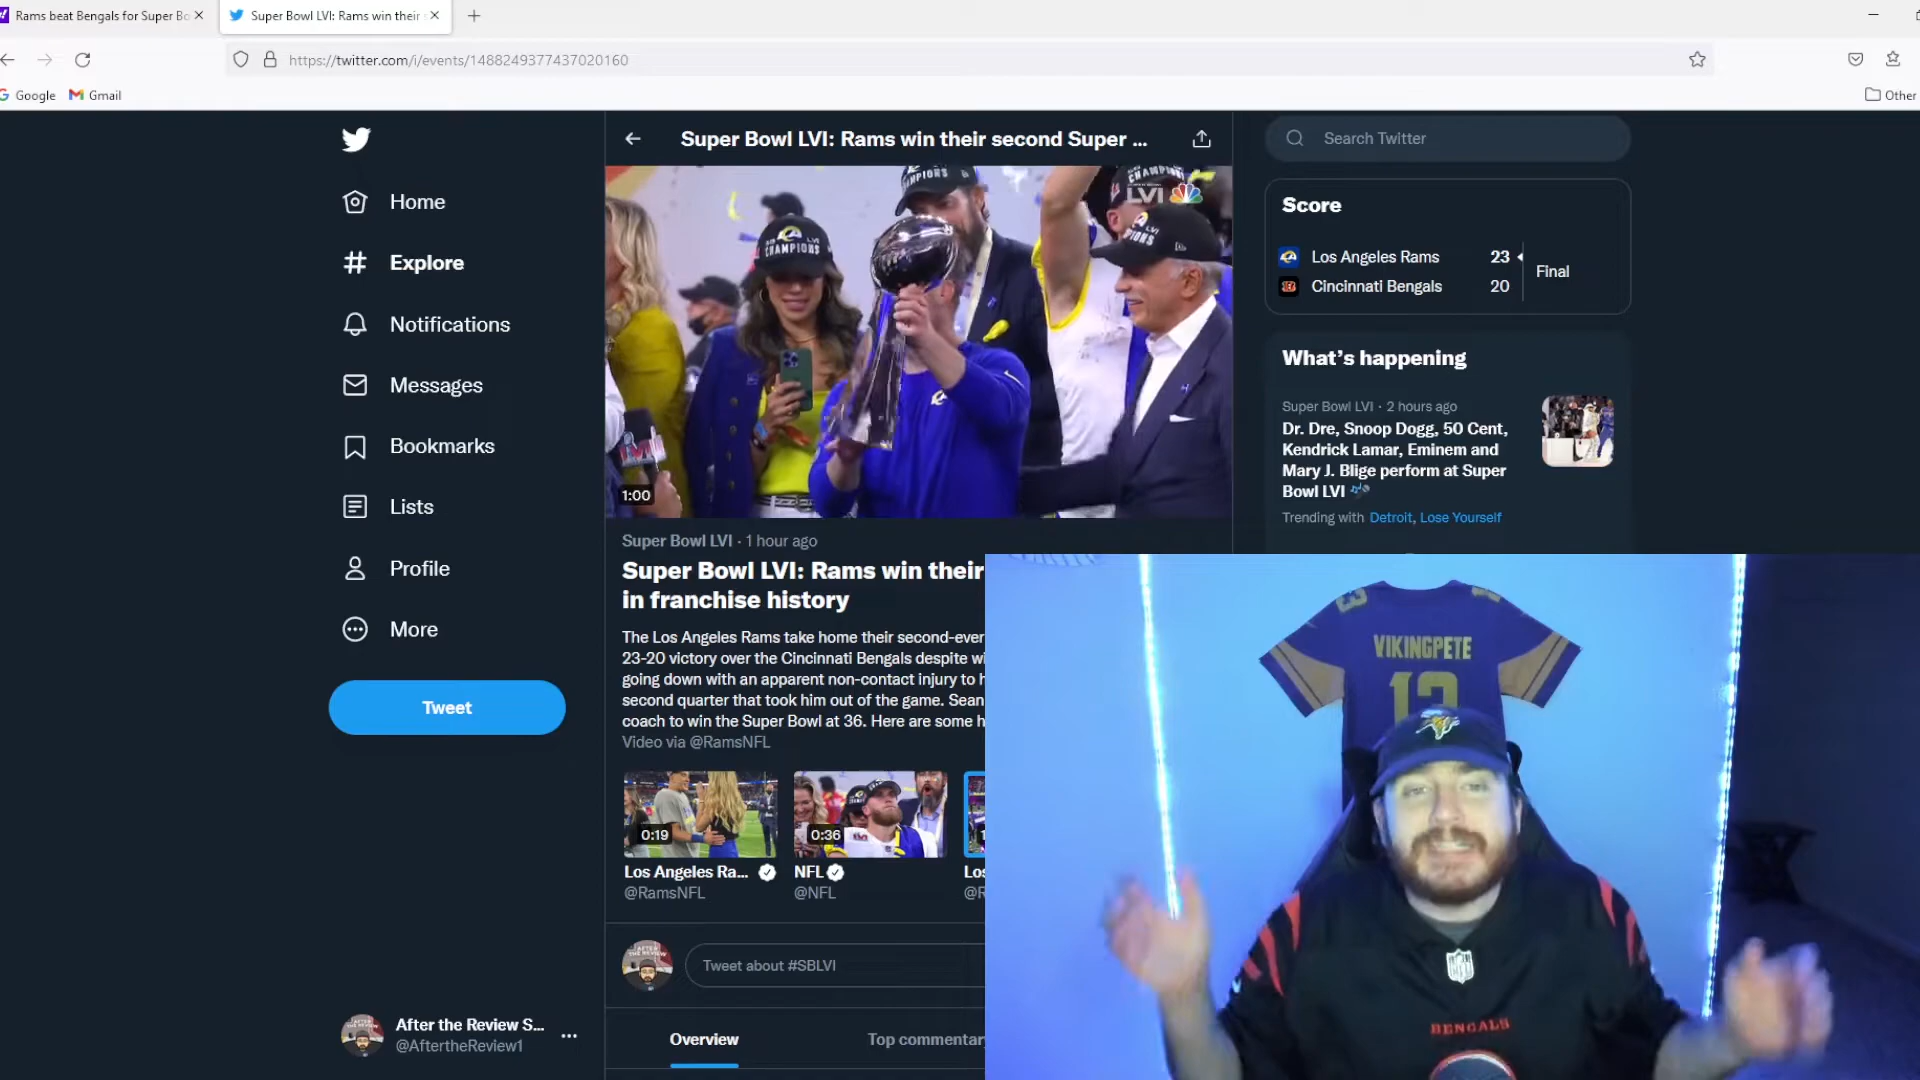 Rams beat Bengals for Super Bo
Super Bowl LVI: Rams win their
https://twitter.com/i/events/1488249377437020160
Google
Gmail
Other
Super Bowl LVI: Rams win their second Super ...
Search Twitter
Home
Explore
Notifications
Messages
Bookmarks
Lists
Profile
More
Tweet
After the Review S...
@AftertheReview1
CHAMPIONS
LVI
1:00
Super Bowl LVI · 1 hour ago
Super Bowl LVI: Rams win their
in franchise history
The Los Angeles Rams take home their second-ever
23-20 victory over the Cincinnati Bengals despite wi
going down with an apparent non-contact injury to h
second quarter that took him out of the game. Sean
coach to win the Super Bowl at 36. Here are some h
Video via @RamsNFL
0:19
0:36
Los Angeles Ra...
@RamsNFL
NFL
@NFL
Los
@R
Tweet about #SBLVI
Overview
Top commentary
Score
Los Angeles Rams 23
Cincinnati Bengals 20
Final
What's happening
Super Bowl LVI · 2 hours ago
Dr. Dre, Snoop Dogg, 50 Cent,
Kendrick Lamar, Eminem and
Mary J. Blige perform at Super
Bowl LVI
Trending with Detroit, Lose Yourself
VIKINGPETE
13
NFL
BENGALS